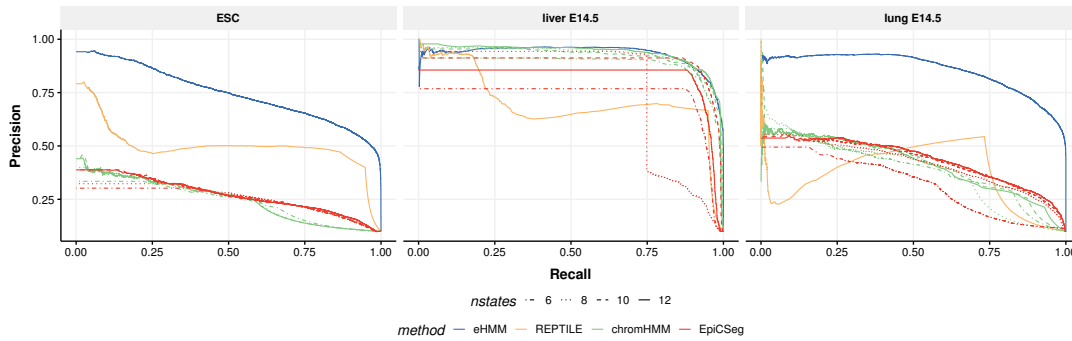 ESC
liver E14.5
lung E14.5
Precision
1.00
0.75
0.50
0.25
0.00 0.25 0.50 0.75 1.00
0.00 0.25 0.50 0.75 1.00
0.00 0.25 0.50 0.75 1.00
Recall
nstates 6 8 10 12
method eHMM REPTILE chromHMM EpiCSeg